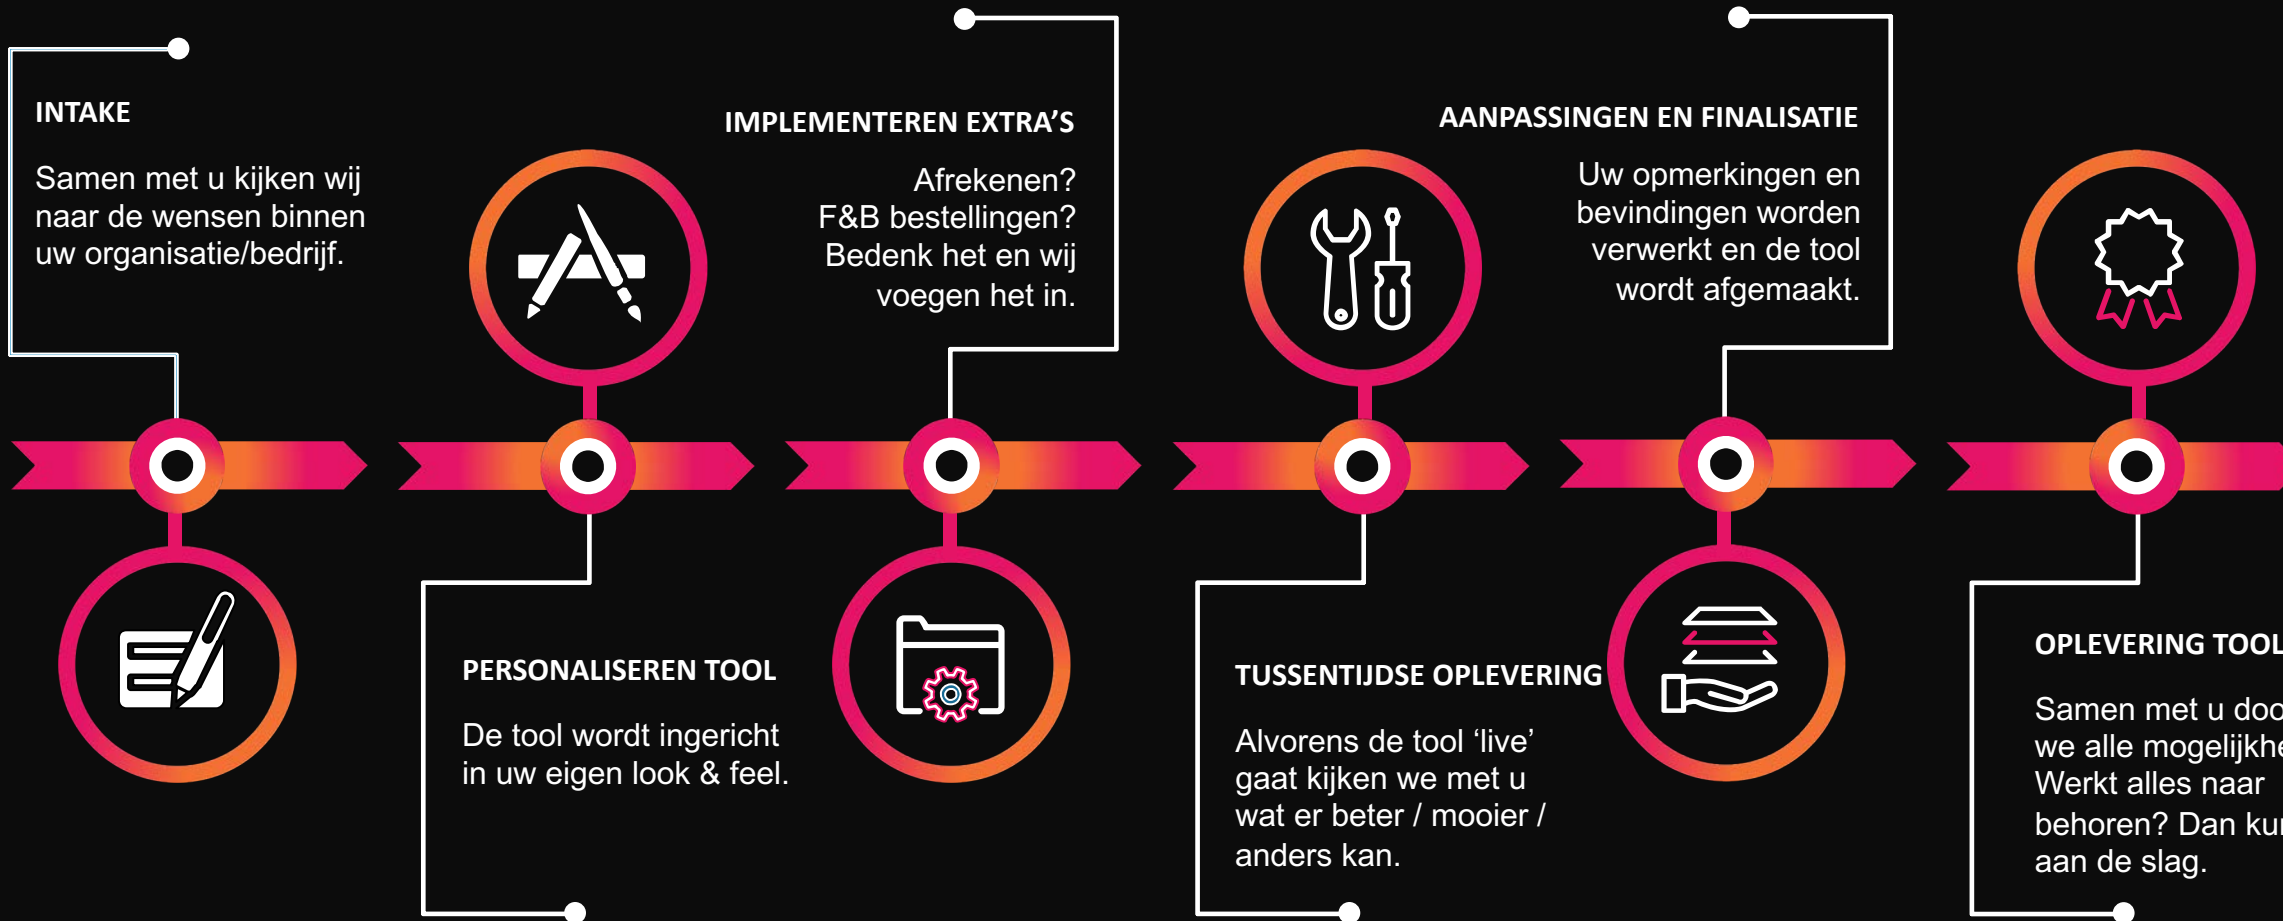 INTAKE
Samen met u kijken wij
naar de wensen binnen
uw organisatie/bedrijf.
PERSONALISEREN TOOL
De tool wordt ingericht
in uw eigen look & feel.
IMPLEMENTEREN EXTRA’S
Afrekenen?
F&B bestellingen?
Bedenk het en wij
voegen het in.
TUSSENTIJDSE OPLEVERING
Alvorens de tool ‘live’
gaat kijken we met u
wat er beter / mooier /
anders kan.
AANPASSINGEN EN FINALISATIE
Uw opmerkingen en
bevindingen worden
verwerkt en de tool
wordt afgemaakt.
OPLEVERING TOOL
Samen met u
we alle
Werkt alles naar
behoren? Dan
aan de slag.